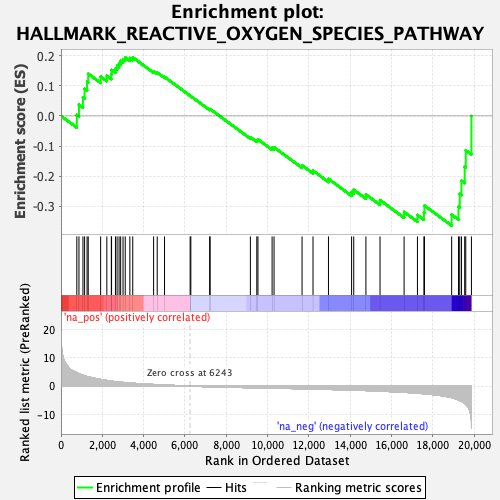 Enrichment plot:
HALLMARK_REACTIVE_OXYGEN_SPECIES_PATHWAY
Enrichment score (ES)
0.2
0.1
0.0
-0.1
-0.2
-0.3
'na_pos' (positively correlated)
Ranked list metric (PreRanked)
20
10
0
-10
Zero cross at 6243
'na_neg' (negatively correlated)
0 2,000 4,000 6,000 8,000 10,000 12,000 14,000 16,000 18,000 20,000
Rank in Ordered Dataset
Enrichment profile Hits Ranking metric scores